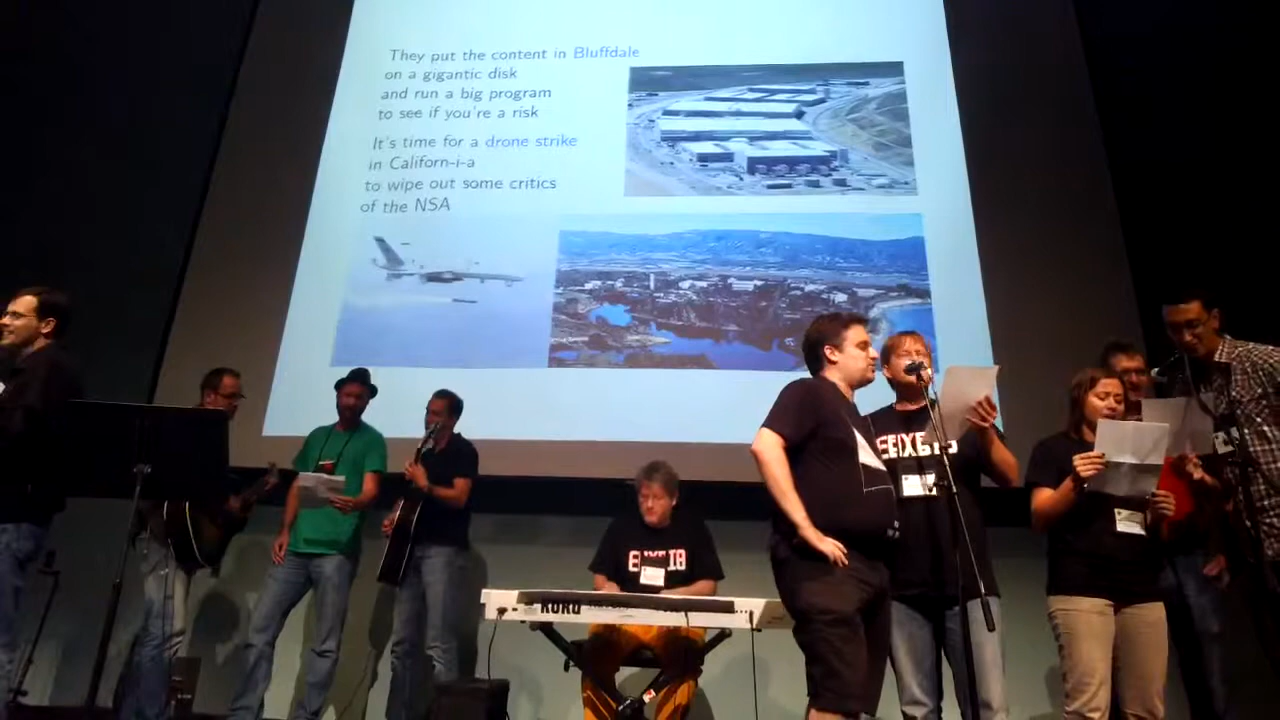 They put the content in Bluffdale
on a gigantic disk
and run a big program
to see if you're a risk
It's time for a drone strike
in Californ-i-a
to wipe out some critics
of the NSA
KORG